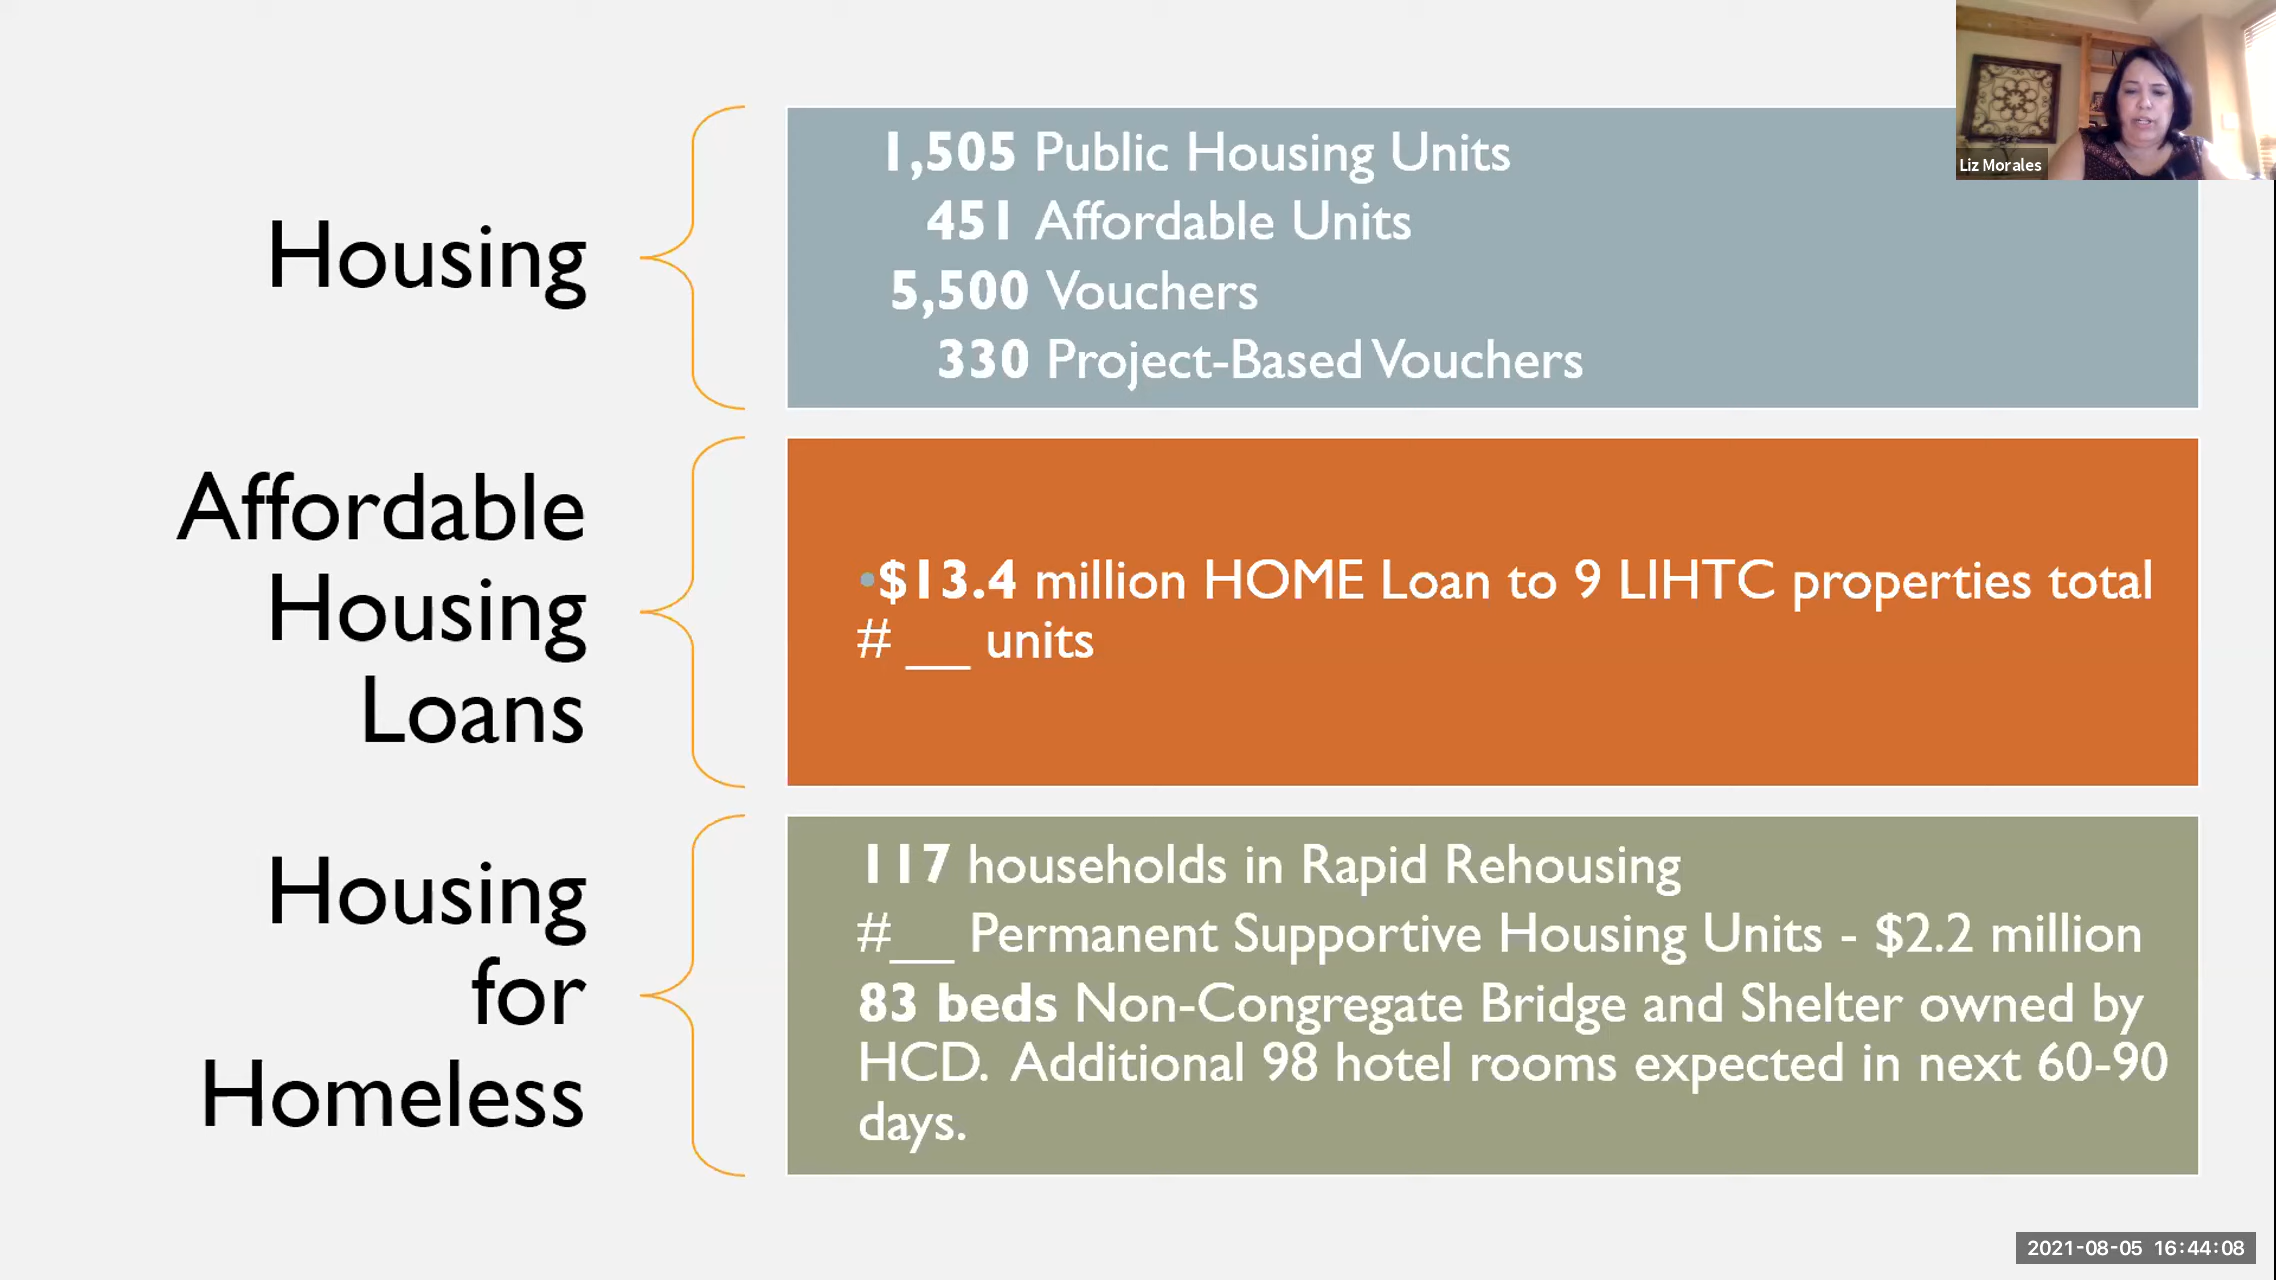 Housing
1,505 Public Housing Units
451 Affordable Units
5,500 Vouchers
330 Project-Based Vouchers
Affordable
Housing
Loans
•$13.4 million HOME Loan to 9 LIHTC properties total
# __ units
Housing
for
Homeless
117 households in Rapid Rehousing
#__ Permanent Supportive Housing Units - $2.2 million
83 beds Non-Congregate Bridge and Shelter owned by
HCD. Additional 98 hotel rooms expected in next 60-90
days.
Liz Morales
2021-08-05 16:44:08